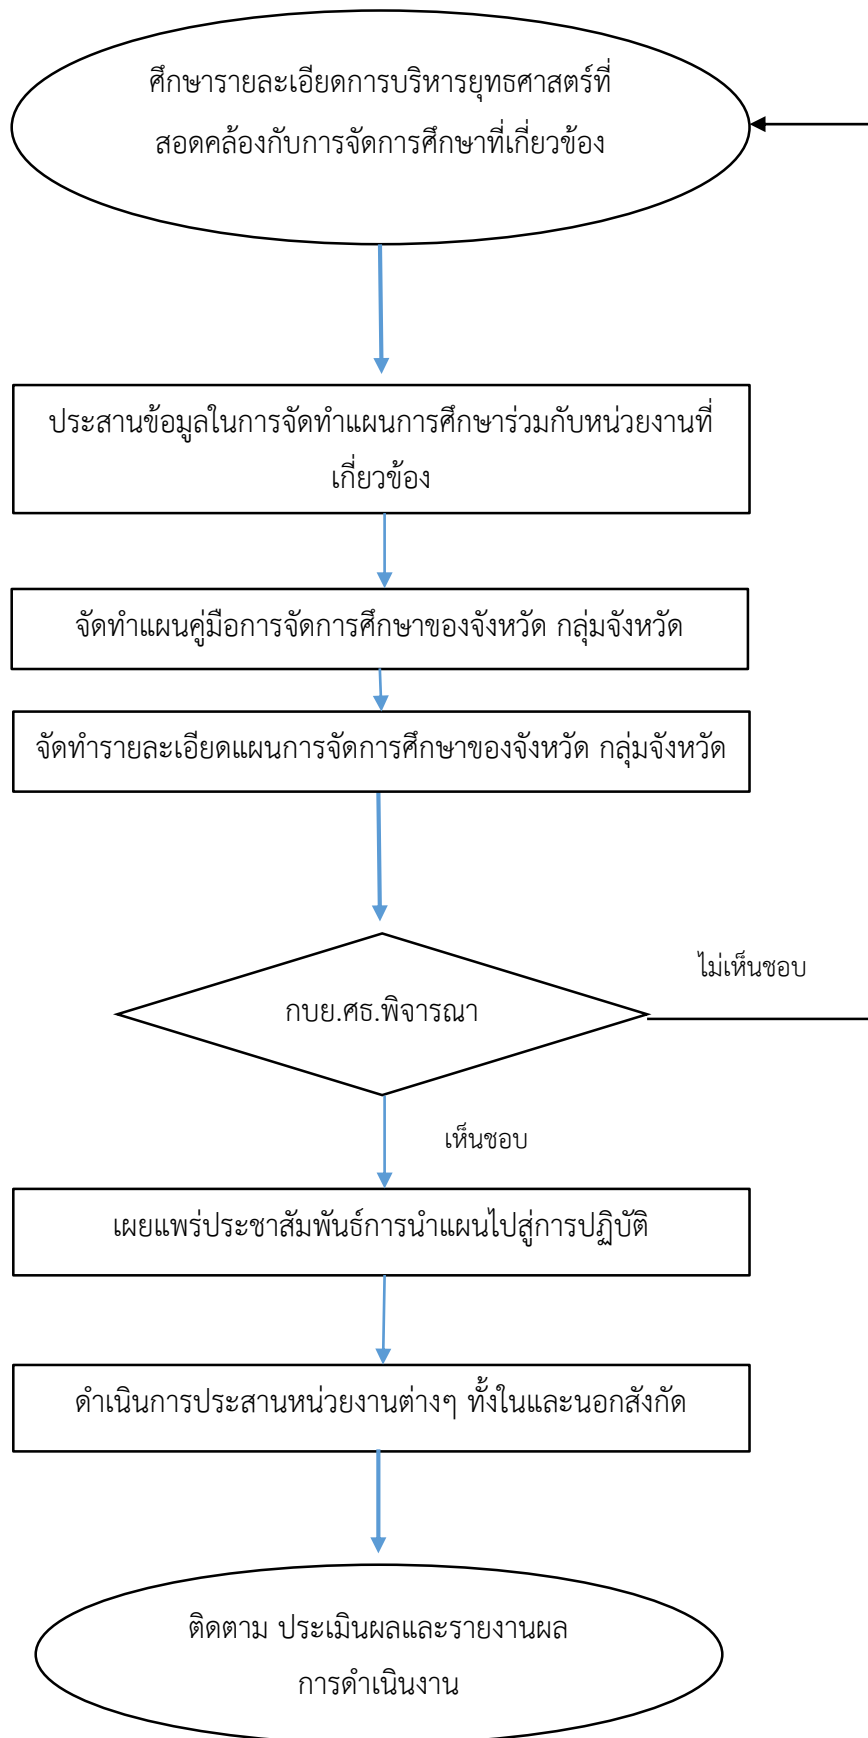 ศึกษารายละเอียดการบริหารยุทธศาสตร์ที่
สอดคล้องกับการจัดการศึกษาที่เกี่ยวข้อง
ประสานข้อมูลในการจัดทำแผนการศึกษาร่วมกับหน่วยงานที่
เกี่ยวข้อง
จัดทำแผนคู่มือการจัดการศึกษาของจังหวัด กลุ่มจังหวัด
จัดทำรายละเอียดแผนการจัดการศึกษาของจังหวัด กลุ่มจังหวัด
ไม่เห็นชอบ
กบย.ศธ.พิจารณา
เห็นชอบ
เผยแพร่ประชาสัมพันธ์การนำแผนไปสู่การปฏิบัติ
ดำเนินการประสานหน่วยงานต่างๆ ทั้งในและนอกสังกัด
ติดตาม ประเมินผลและรายงานผล
การดำเนินงาน